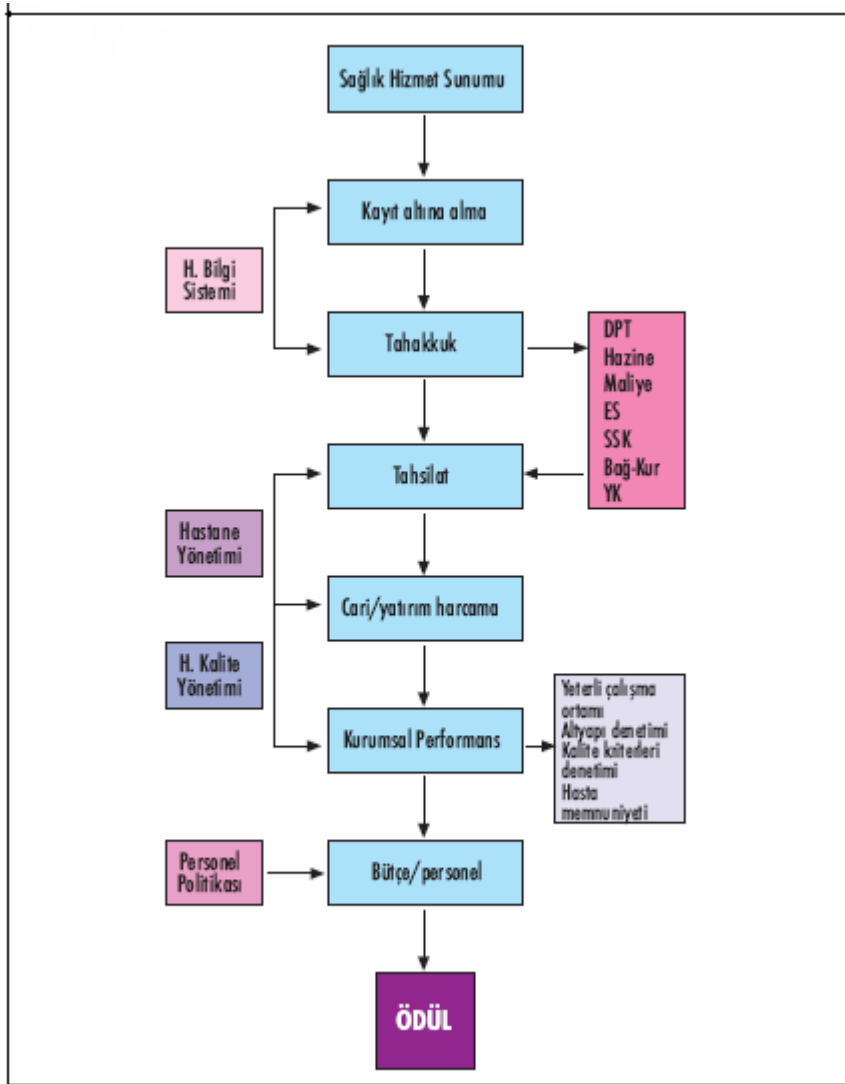 Sağlık Hizmet Sunumu
Kayıt altına alma
H. Bilgi
Sistemi
Tahakkuk
DPT
Hazine
Maliye
ES
SSK
Bağ-Kur
YK
Tahsilat
Hastane
Yönetimi
Cari/yatırım harcama
H. Kalite
Yönetimi
Kurumsal Performans
Yeterli çalışma
ortamı
Altyapı denetimi
Kalite kriterleri
denetimi
Hasta
memnuniyeti
Personel
Politikası
Bütçe/personel
ÖDÜL